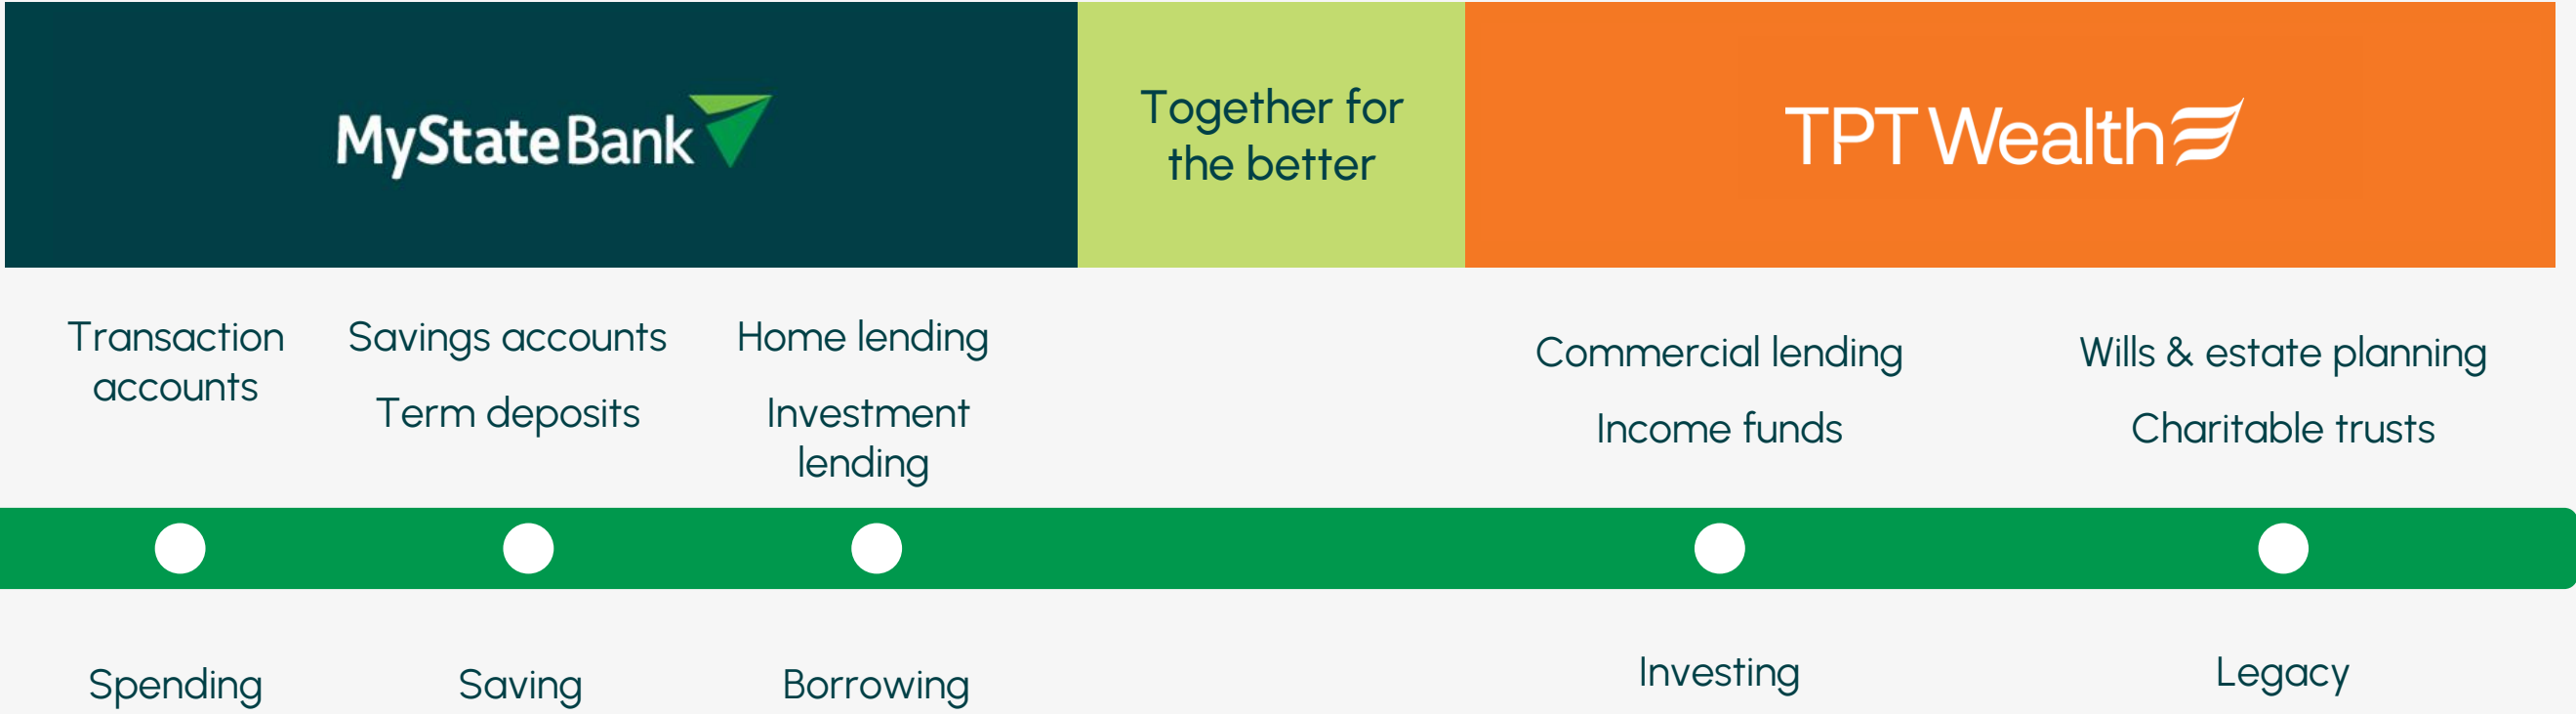 MyState Bank
Together for
the better
TPT Wealth
Transaction
accounts
Savings accounts
Term deposits
Home lending
Investment
lending
Commercial lending
Income funds
Wills & estate planning
Charitable trusts
Spending
Saving
Borrowing
Investing
Legacy